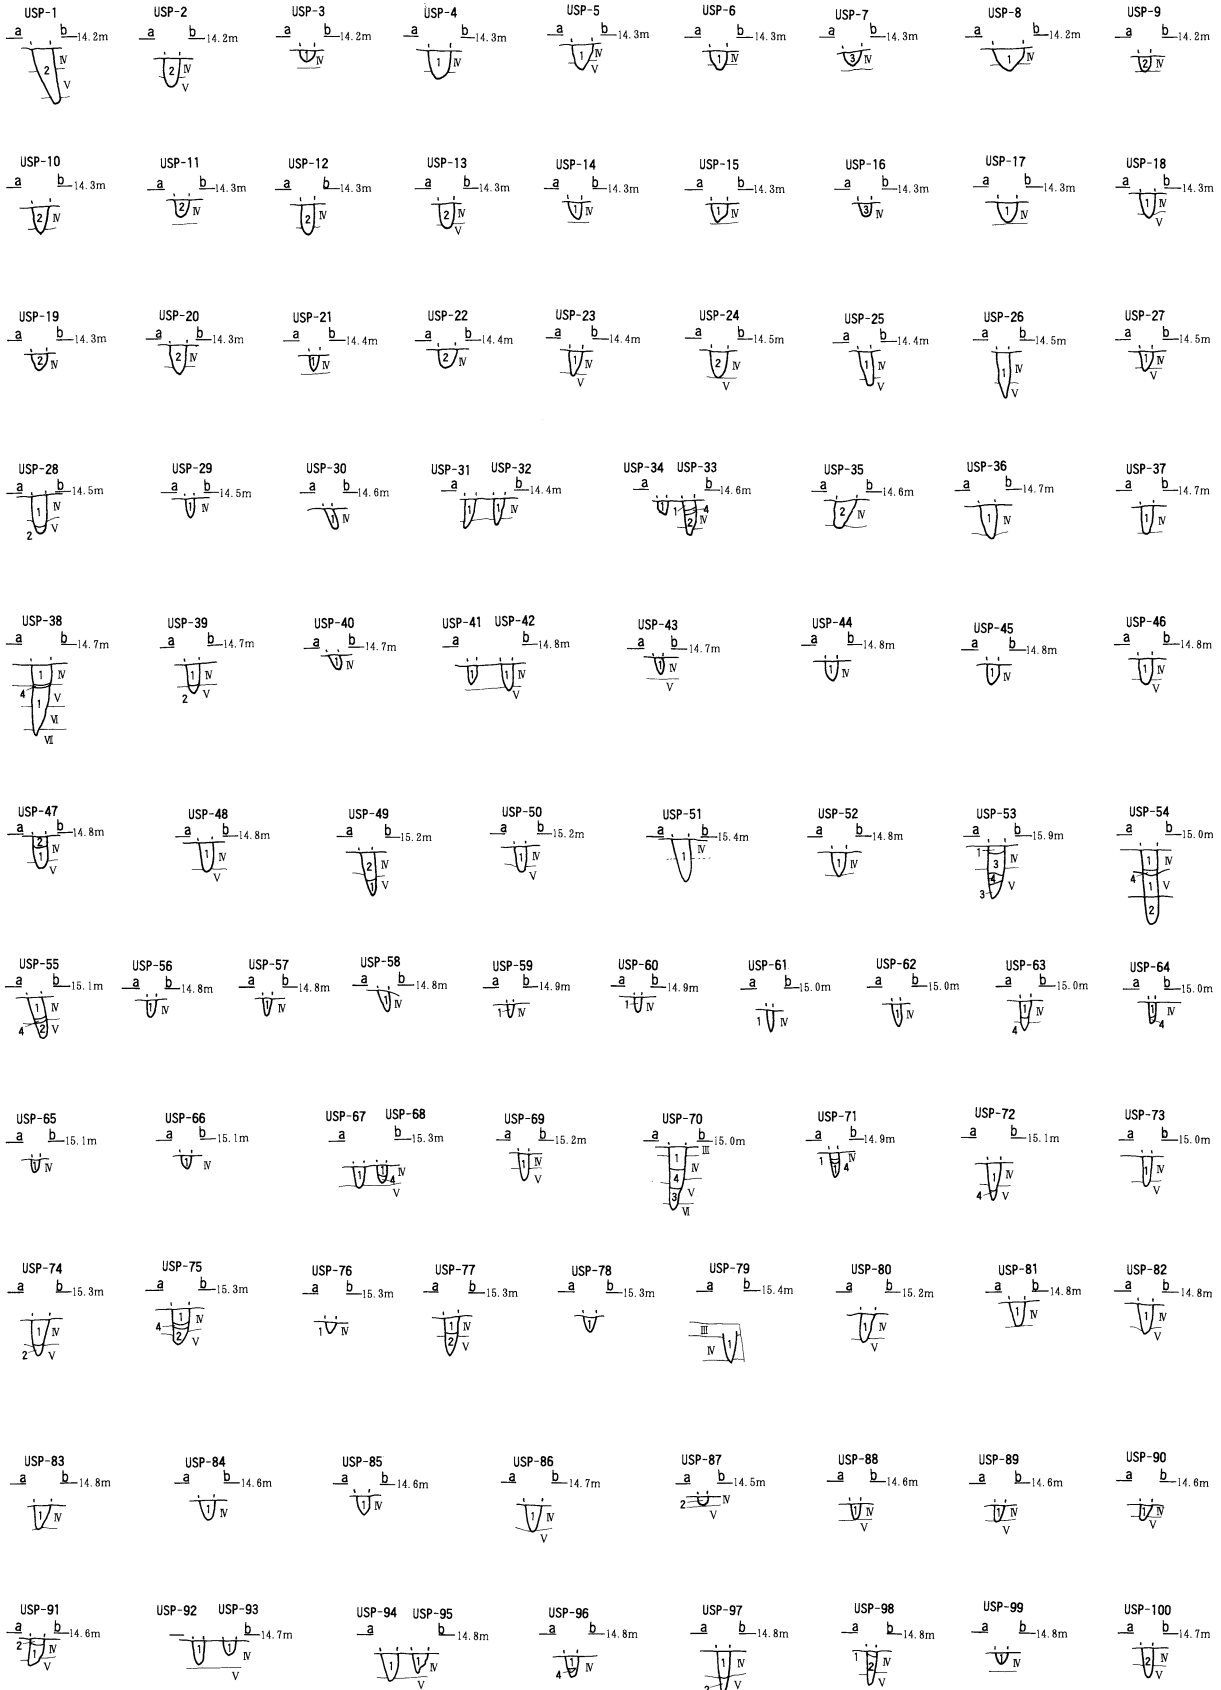 USP-1 USP-2 USP-3 USP-4 USP-5 USP-6 USP-7 USP-8 USP-9
a b 14.2m a b 14.2m a b 14.2m a b 14.3m a b 14.3m a b 14.3m a b 14.3m a b 14.2m a b 14.2m
2 Ⅳ Ⅴ 2 Ⅳ Ⅴ 1 Ⅳ 1 Ⅳ 1 Ⅳ Ⅴ 1 Ⅳ 3 Ⅳ 1 Ⅳ 2 Ⅳ
USP-10 USP-11 USP-12 USP-13 USP-14 USP-15 USP-16 USP-17 USP-18
a b 14.3m a b 14.3m a b 14.3m a b 14.3m a b 14.3m a b 14.3m a b 14.3m a b 14.3m a b 14.3m
2 Ⅳ 2 Ⅳ 2 Ⅳ 2 Ⅳ Ⅴ 1 Ⅳ 1 Ⅳ 3 Ⅳ 1 Ⅳ 1 Ⅳ Ⅴ
USP-19 USP-20 USP-21 USP-22 USP-23 USP-24 USP-25 USP-26 USP-27
a b 14.3m a b 14.3m a b 14.4m a b 14.4m a b 14.4m a b 14.5m a b 14.4m a b 14.5m a b 14.5m
2 Ⅳ 2 Ⅳ 1 Ⅳ 2 Ⅳ 1 Ⅳ Ⅴ 2 Ⅳ Ⅴ 1 Ⅳ Ⅴ 1 Ⅳ Ⅴ 1 Ⅳ Ⅴ
USP-28 USP-29 USP-30 USP-31 USP-32 USP-34 USP-33 USP-35 USP-36 USP-37
a b 14.5m a b 14.5m a b 14.6m a b 14.4m a b 14.6m a b 14.6m a b 14.7m a b 14.7m
1 Ⅳ Ⅴ 2 1 Ⅳ 1 Ⅳ 1 1 Ⅳ 1 1 4 2 Ⅳ 2 Ⅳ 1 Ⅳ 1 Ⅳ
USP-38 USP-39 USP-40 USP-41 USP-42 USP-43 USP-44 USP-45 USP-46
a b 14.7m a b 14.7m a b 14.7m a b 14.8m a b 14.7m a b 14.8m a b 14.8m a b 14.8m
1 Ⅳ 4 1 Ⅴ Ⅵ Ⅶ 1 Ⅳ 2 Ⅴ 1 Ⅳ 1 1 Ⅳ Ⅴ 1 Ⅳ Ⅴ 1 Ⅳ 1 Ⅳ 1 Ⅳ Ⅴ
USP-47 USP-48 USP-49 USP-50 USP-51 USP-52 USP-53 USP-54
a b 14.8m a b 14.8m a b 15.2m a b 15.2m a b 15.4m a b 14.8m a b 15.9m a b 15.0m
2 1 Ⅳ Ⅴ 1 Ⅳ Ⅴ 2 Ⅳ 1 Ⅴ 1 Ⅳ Ⅴ 1 Ⅳ 1 Ⅳ 1 3 Ⅳ 4 Ⅴ 3 1 Ⅳ 4 1 Ⅴ 2
USP-55 USP-56 USP-57 USP-58 USP-59 USP-60 USP-61 USP-62 USP-63 USP-64
a b 15.1m a b 14.8m a b 14.8m a b 14.8m a b 14.9m a b 14.9m a b 15.0m a b 15.0m a b 15.0m a b 15.0m
1 Ⅳ 4 2 Ⅴ 1 Ⅳ 1 Ⅳ 1 Ⅳ 1 Ⅳ 1 Ⅳ 1 Ⅳ 1 Ⅳ 1 Ⅳ 4 1 Ⅳ 4
USP-65 USP-66 USP-67 USP-68 USP-69 USP-70 USP-71 USP-72 USP-73
a b 15.1m a b 15.1m a b 15.3m a b 15.2m a b 15.0m a b 14.9m a b 15.1m a b 15.0m
1 Ⅳ 1 Ⅳ 1 1 Ⅳ 4 Ⅴ 1 Ⅳ Ⅴ Ⅲ 1 Ⅳ 4 3 Ⅴ Ⅵ 1 1 Ⅳ 4 1 Ⅳ 4 Ⅴ 1 Ⅳ Ⅴ
USP-74 USP-75 USP-76 USP-77 USP-78 USP-79 USP-80 USP-81 USP-82
a b 15.3m a b 15.3m a b 15.3m a b 15.3m a b 15.3m a b 15.4m a b 15.2m a b 14.8m a b 14.8m
1 Ⅳ 2 Ⅴ 1 Ⅳ 4 2 Ⅴ 1 Ⅳ 1 Ⅳ 2 Ⅴ 1 Ⅲ Ⅳ 1 1 Ⅳ Ⅴ 1 Ⅳ 1 Ⅳ Ⅴ
USP-83 USP-84 USP-85 USP-86 USP-87 USP-88 USP-89 USP-90
a b 14.8m a b 14.6m a b 14.6m a b 14.7m a b 14.5m a b 14.6m a b 14.6m a b 14.6m
1 Ⅳ 1 Ⅳ 1 Ⅳ 1 Ⅳ Ⅴ 2 Ⅳ Ⅴ 1 Ⅳ Ⅴ 1 Ⅳ Ⅴ 1 Ⅳ Ⅴ
USP-91 USP-92 USP-93 USP-94 USP-95 USP-96 USP-97 USP-98 USP-99 USP-100
a b 14.6m b 14.7m a b 14.8m a b 14.8m a b 14.8m a b 14.8m a b 14.8m a b 14.7m
2 1 Ⅳ Ⅴ 1 1 Ⅳ Ⅴ 1 1 Ⅳ Ⅴ 1 Ⅳ 4 1 Ⅳ Ⅴ 1 2 Ⅳ Ⅴ 1 Ⅳ 2 Ⅳ Ⅴ